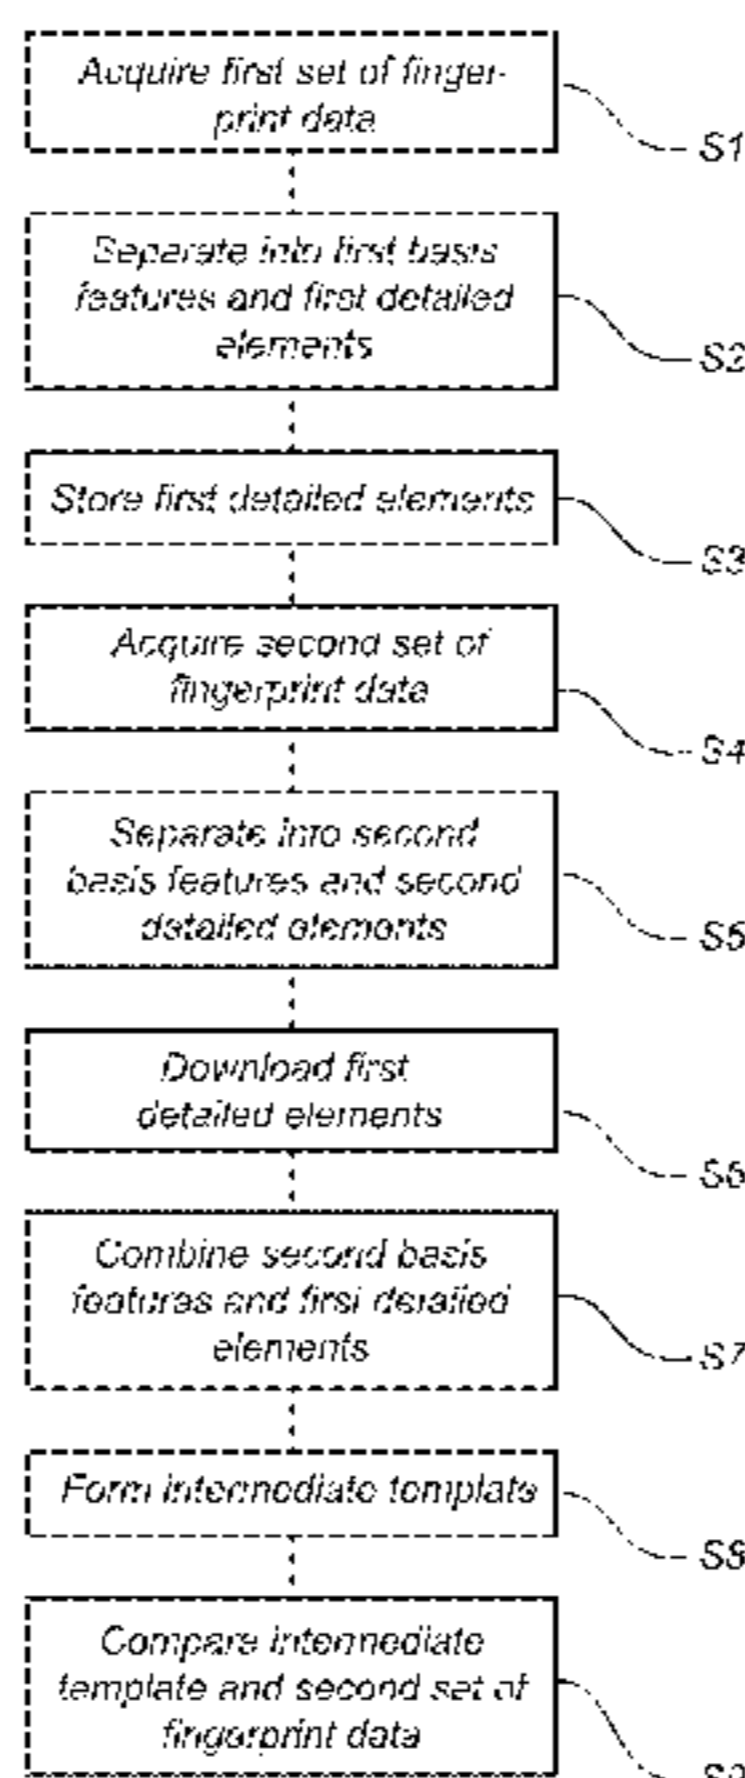 Acquire first set of finger-
print data
S1
Separate into first basis
features and first detailed
elements
S2
Store first detailed elements
S3
Acquire second set of
fingerprint data
S4
Separate into second
basis features and second
detailed elements
S5
Download first
detailed elements
S6
Combine second basis
features and first detailed
elements
S7
Form intermediate template
S8
Compare intermediate
template and second set of
fingerprint data